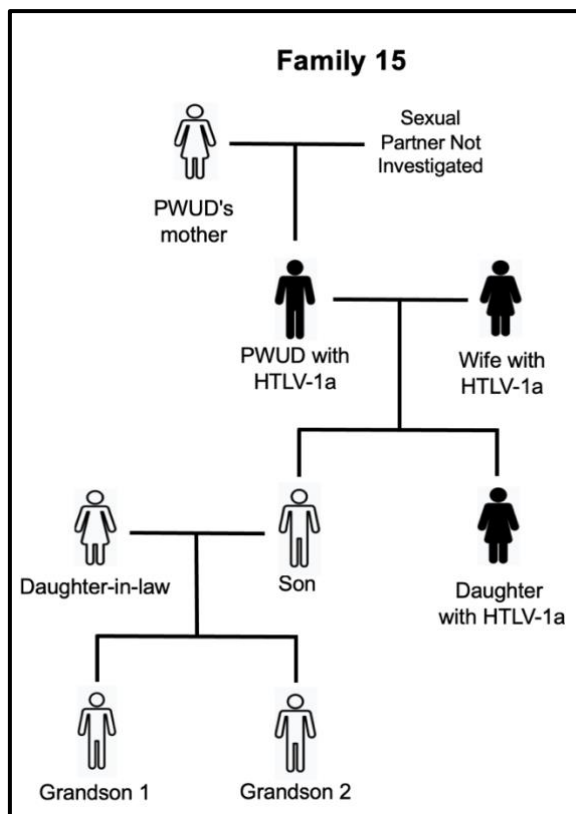 Family 15
Sexual
Partner Not
Investigated
PWUD's
mother
PWUD with
HTLV-1a
Wife with
HTLV-1a
Daughter-in-law
Son
Daughter
with HTLV-1a
Grandson 1
Grandson 2